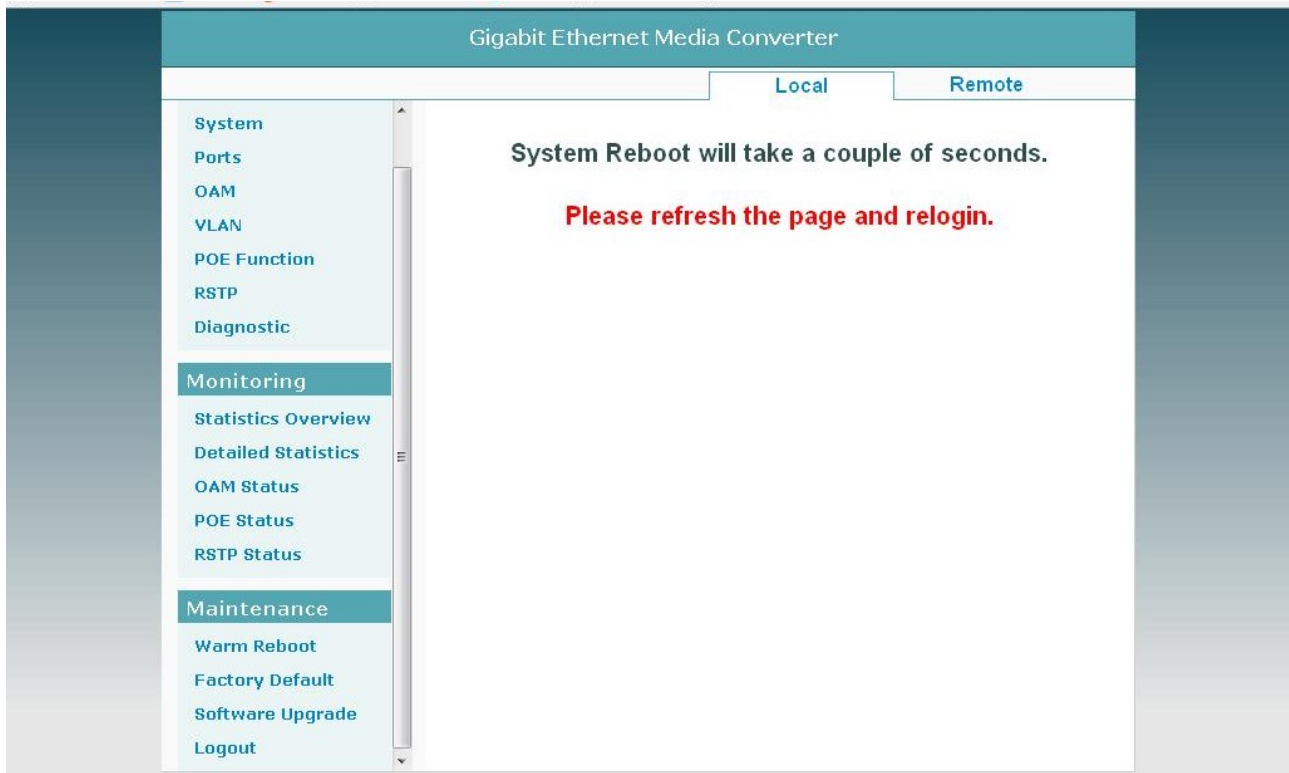 Gigabit Ethernet Media Converter
Local
Remote
System
Ports
OAM
VLAN
POE Function
RSTP
Diagnostic
Monitoring
Statistics Overview
Detailed Statistics
OAM Status
POE Status
RSTP Status
Maintenance
Warm Reboot
Factory Default
Software Upgrade
Logout
System Reboot will take a couple of seconds.
Please refresh the page and relogin.